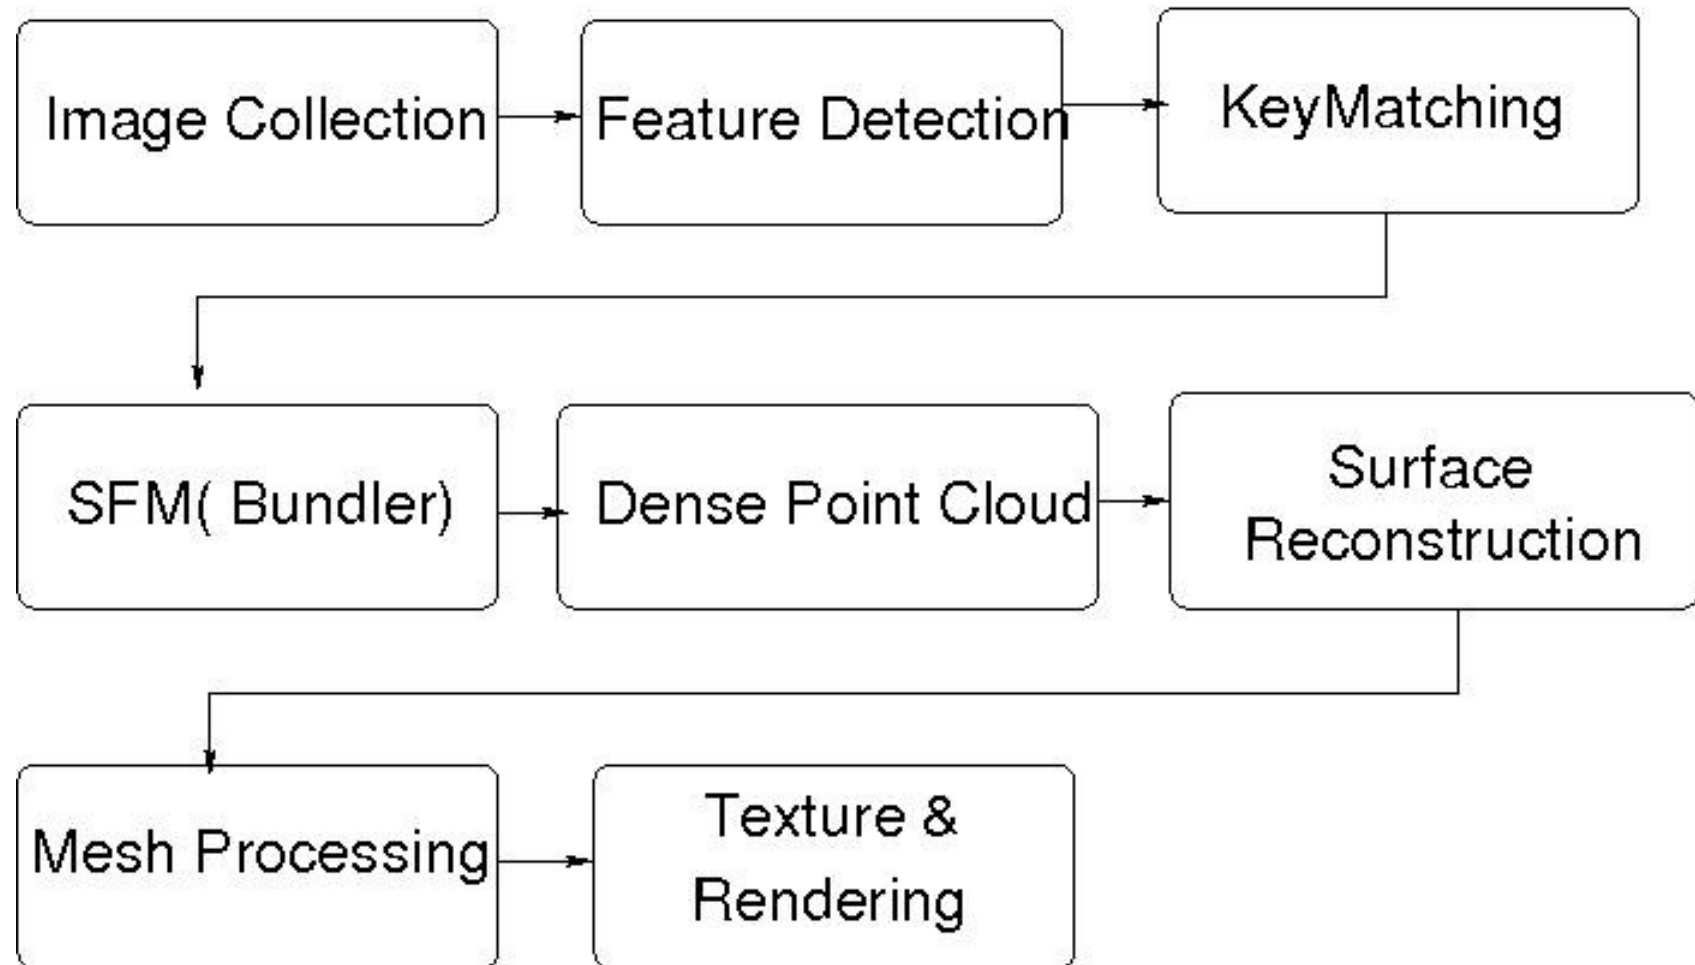 Image Collection
Feature Detection
KeyMatching
SFM( Bundler)
Dense Point Cloud
Surface
Reconstruction
Mesh Processing
Texture &
Rendering